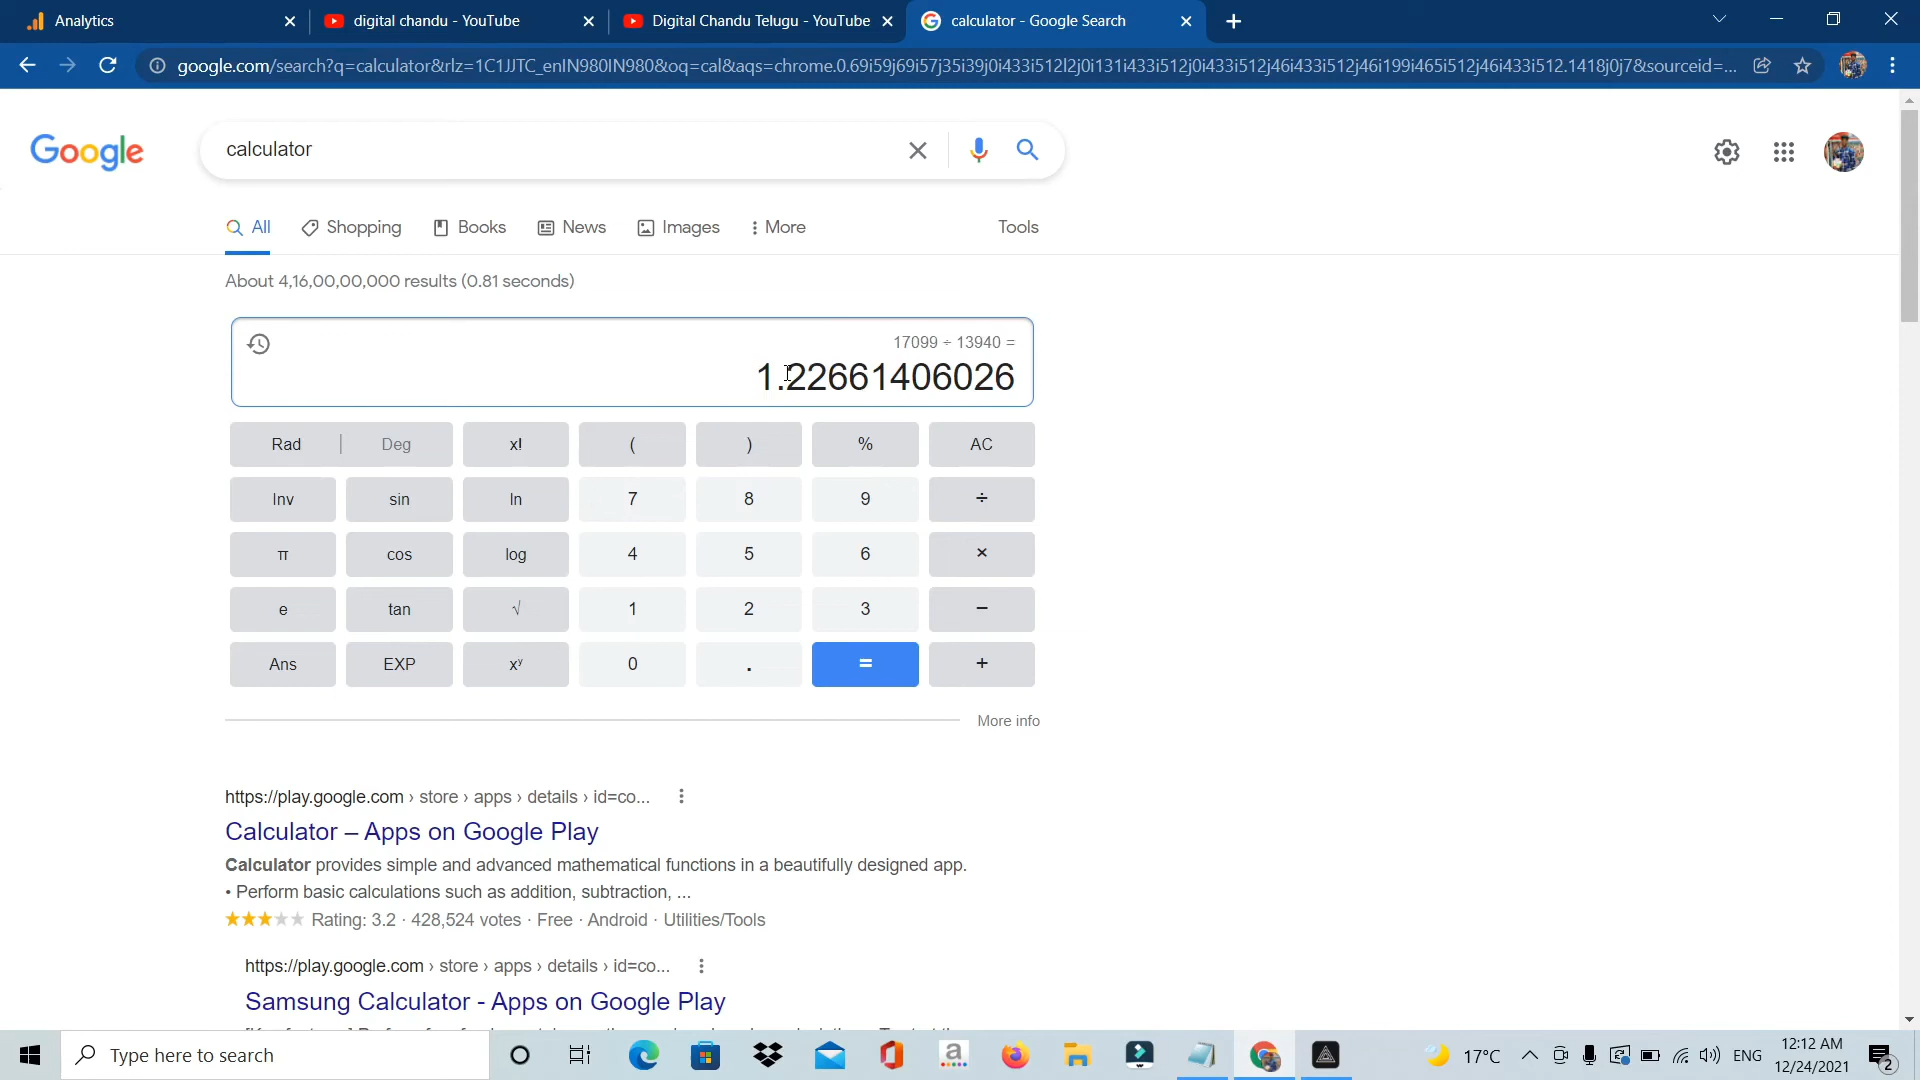 Analytics
digital chandu - YouTube
Digital Chandu Telugu - YouTube
calculator - Google Search
google.com/search?q=calculator&rlz=1C1JJTC_enIN980IN980&oq=cal&aqs=chrome.0.69i59j69i57j35i39j0i433i512l2j0i131i433i512j0i433i512j46i433i512j46i199i465i512j46i433i512.1418j0j7&sourceid=...
Google
calculator
All
Shopping
Books
News
Images
More
Tools
About 4,16,00,00,000 results (0.81 seconds)
17099 ÷ 13940 =
1.22661406026
Rad | Deg x! ( ) % AC
Inv sin ln 7 8 9 ÷
π cos log 4 5 6 ×
e tan √ 1 2 3 −
Ans EXP xʸ 0 . = +
More info
https://play.google.com › store › apps › details › id=co...
Calculator – Apps on Google Play
Calculator provides simple and advanced mathematical functions in a beautifully designed app.
• Perform basic calculations such as addition, subtraction, ...
Rating: 3.2 · 428,524 votes · Free · Android · Utilities/Tools
https://play.google.com › store › apps › details › id=co...
Samsung Calculator - Apps on Google Play
Type here to search
17°C
ENG
12:12 AM
12/24/2021
2